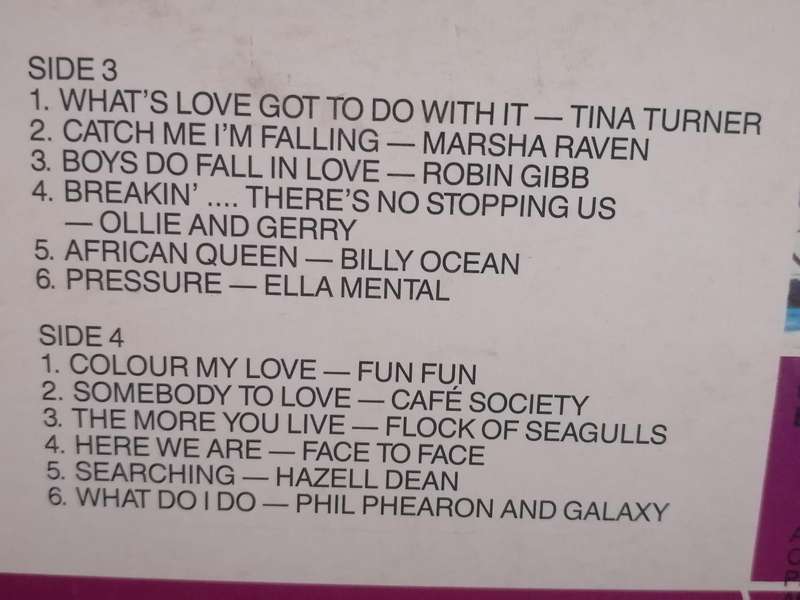 SIDE 3
1. WHAT'S LOVE GOT TO DO WITH IT — TINA TURNER
2. CATCH ME I'M FALLING — MARSHA RAVEN
3. BOYS DO FALL IN LOVE — ROBIN GIBB
4. BREAKIN' .... THERE'S NO STOPPING US
— OLLIE AND GERRY
5. AFRICAN QUEEN — BILLY OCEAN
6. PRESSURE — ELLA MENTAL
SIDE 4
1. COLOUR MY LOVE — FUN FUN
2. SOMEBODY TO LOVE — CAFÉ SOCIETY
3. THE MORE YOU LIVE — FLOCK OF SEAGULLS
4. HERE WE ARE — FACE TO FACE
5. SEARCHING — HAZELL DEAN
6. WHAT DO I DO — PHIL PHEARON AND GALAXY